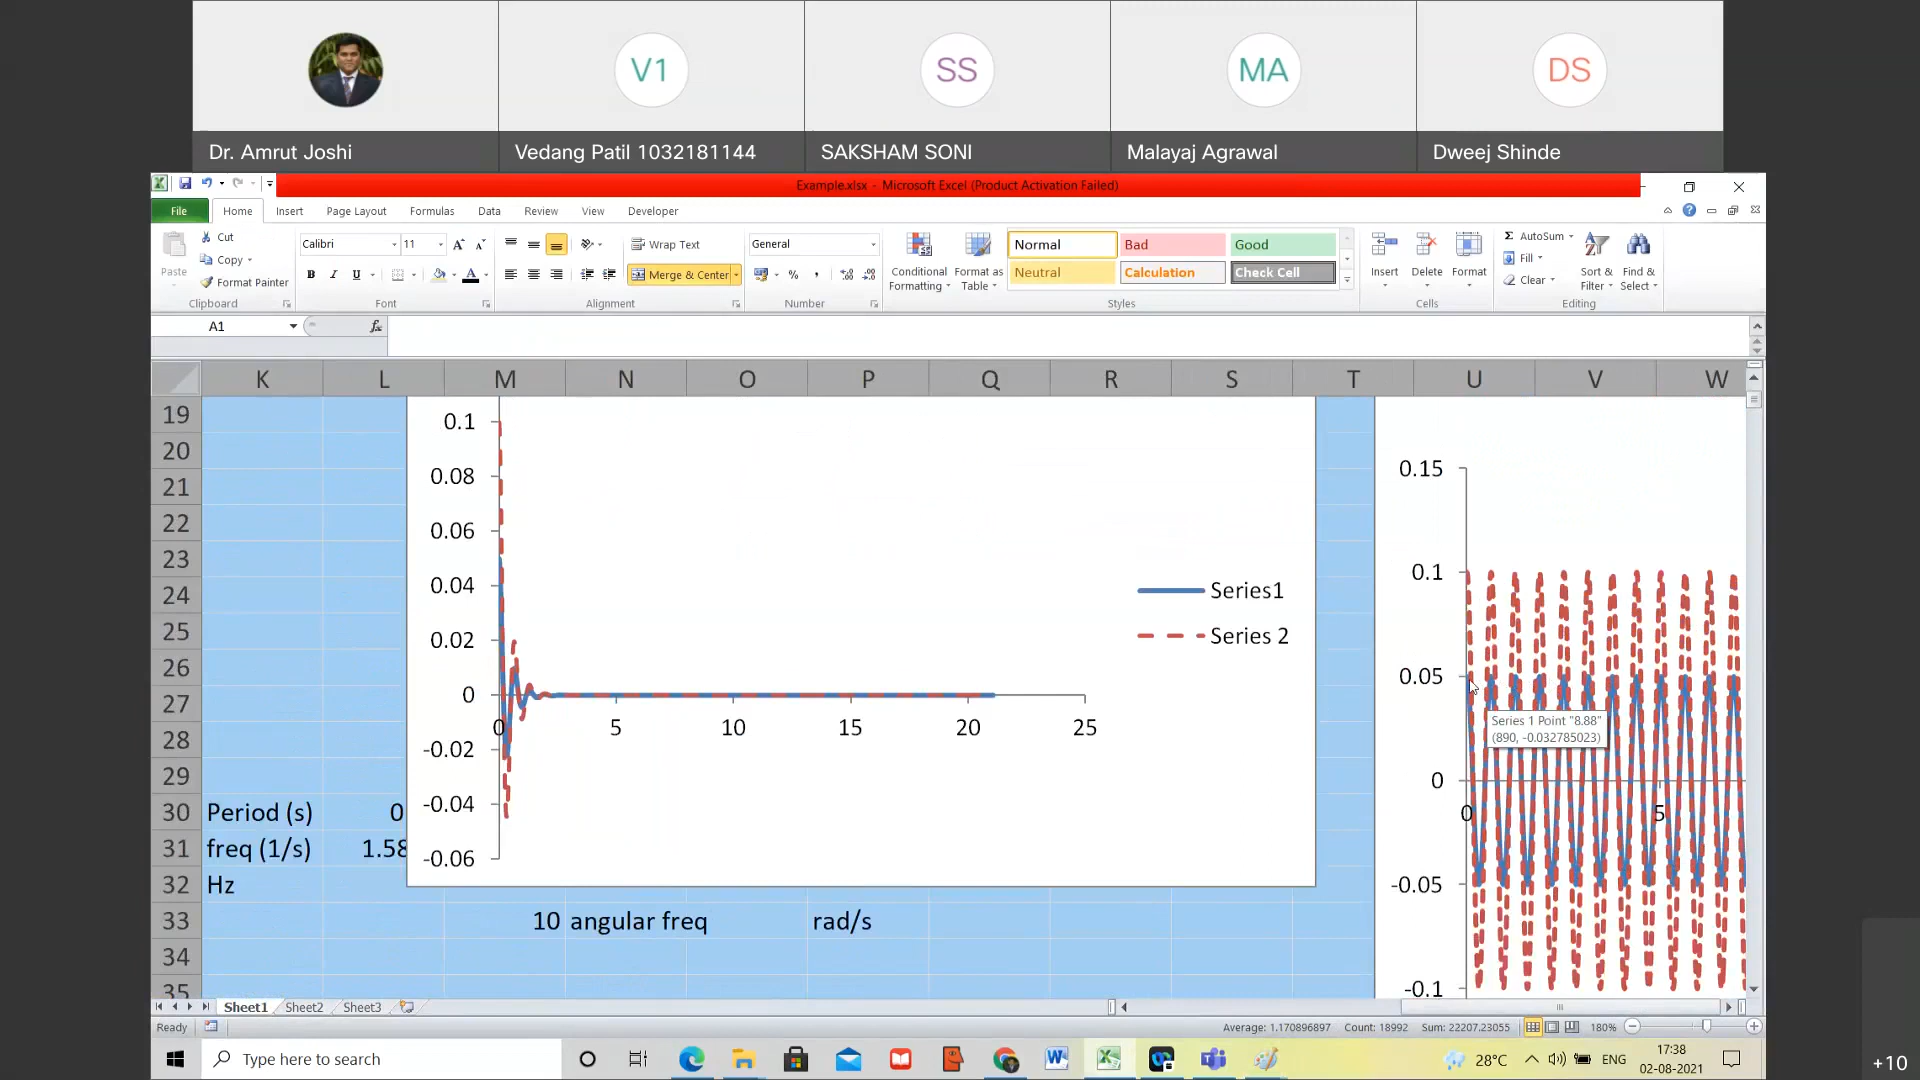 V1
SS
MA
DS
Dr. Amrut Joshi
Vedang Patil 1032181144
SAKSHAM SONI
Malayaj Agrawal
Dweej Shinde
Example.xlsx - Microsoft Excel (Product Activation Failed)
File Home Insert Page Layout Formulas Data Review View Developer
Cut
Copy
Format Painter
Paste
Clipboard
Calibri 11
B I U
Font
Wrap Text
Merge & Center
Alignment
General
Number
Conditional Formatting
Format as Table
Normal Bad Good
Neutral Calculation Check Cell
Styles
Insert Delete Format
Cells
AutoSum
Fill
Clear
Sort & Filter
Find & Select
Editing
A1
fx
K L M N O P Q R S T U V W
19
20
21
22
23
24
25
26
27
28
29
30 Period (s) 0
31 freq (1/s) 1.58
32 Hz
33 10 angular freq rad/s
34
35
0.1
0.08
0.06
0.04
0.02
0
-0.02
-0.04
-0.06
0 5 10 15 20 25
Series1
Series 2
0.15
0.1
0.05
0
-0.05
-0.1
0 5
Series 1 Point "8.88"
(890, -0.032785023)
Sheet1 Sheet2 Sheet3
Ready
Average: 1.170896897 Count: 18992 Sum: 22207.23055
180%
Type here to search
28°C
ENG
17:38
02-08-2021
+10